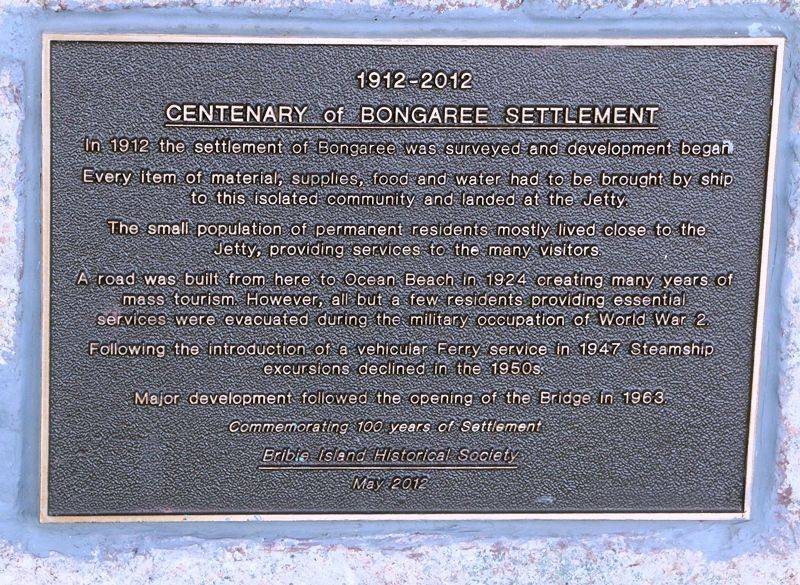 1912-2012
CENTENARY of BONGAREE SETTLEMENT
In 1912 the settlement of Bongaree was surveyed and development began
Every item of material, supplies, food and water had to be brought by ship
to this isolated community and landed at the Jetty.
The small population of permanent residents mostly lived close to the
Jetty, providing services to the many visitors.
A road was built from here to Ocean Beach in 1924 creating many years of
mass tourism. However, all but a few residents providing essential
services were evacuated during the military occupation of World War 2.
Following the introduction of a vehicular Ferry service in 1947 Steamship
excursions declined in the 1950s.
Major development followed the opening of the Bridge in 1963.
Commemorating 100 years of Settlement
Bribie Island Historical Society
May 2012